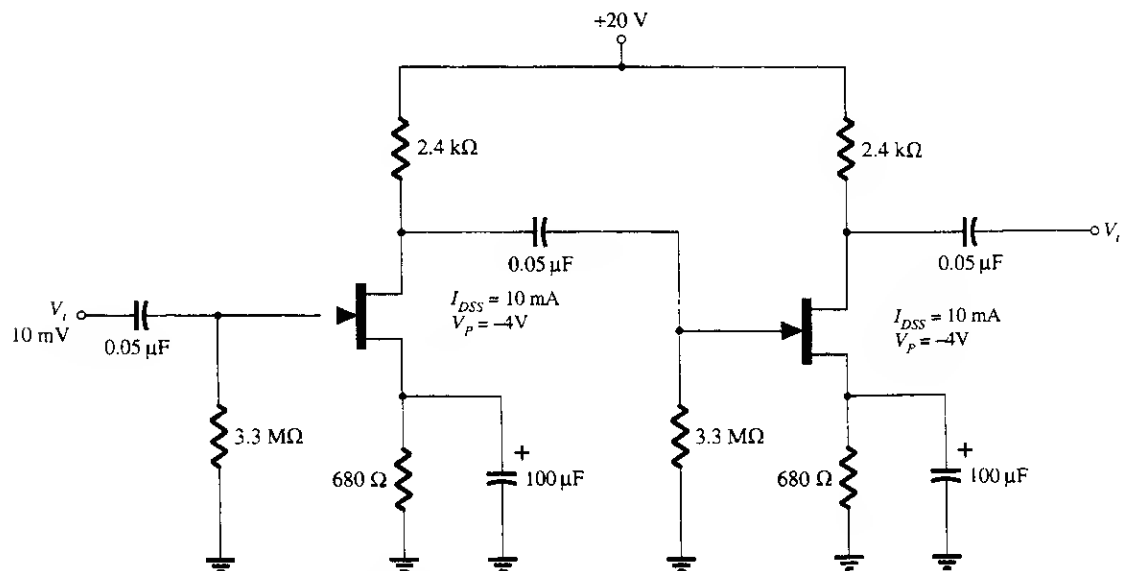 +20 V
2.4 kΩ
2.4 kΩ
0.05 μF
0.05 μF
Vi
I_DSS = 10 mA
V_P = –4V
I_DSS = 10 mA
V_P = –4V
Vi
10 mV
0.05 μF
3.3 MΩ
3.3 MΩ
680 Ω
+
100 μF
680 Ω
+
100 μF